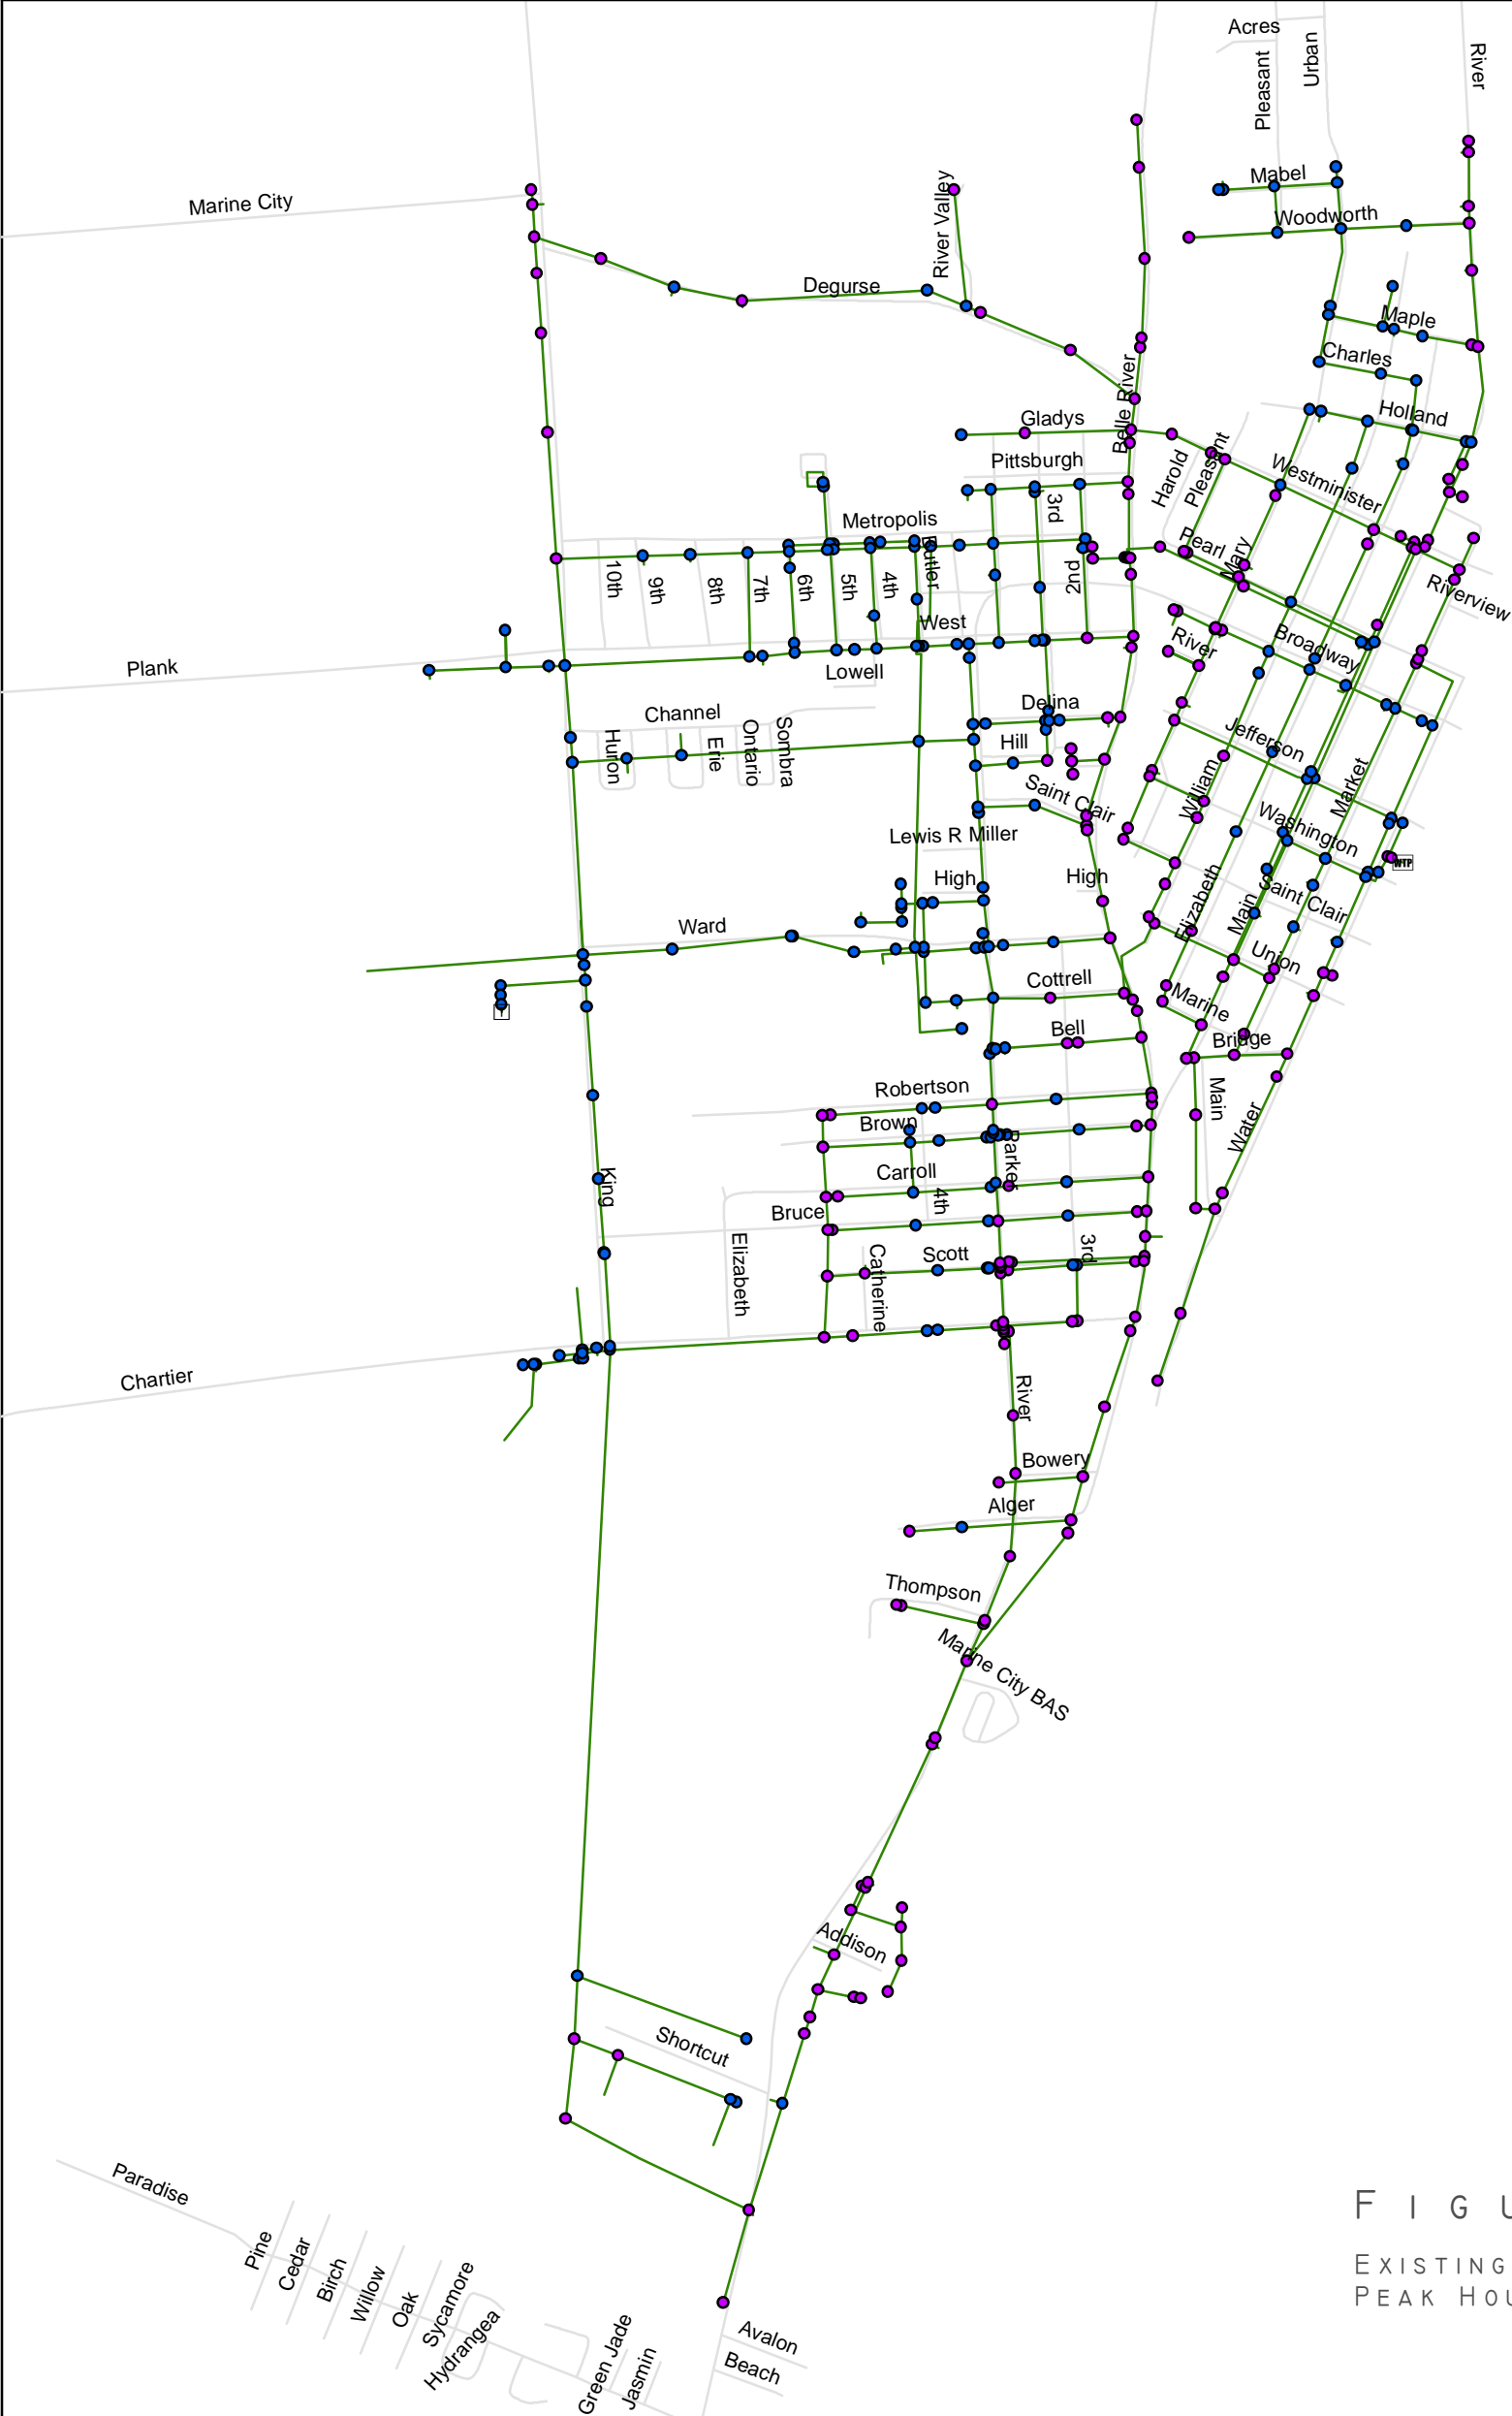 Acres
Urban
Pleasant
River
Mabel
Marine City
River Valley
Woodworth
Degurse
Maple
Charles
Belle River
Gladys
Holland
Pittsburgh
Harold
Pleasant
Westminister
3rd
Metropolis
Pearl
Mary
Butler
10th
9th
8th
7th
6th
5th
4th
2nd
Riverview
West
River
Broadway
Plank
Lowell
Delina
Channel
Jefferson
Huron
Erie
Ontario
Sombra
Hill
Saint Clair
William
Market
Washington
Lewis R Miller
WTP
High
High
Elizabeth
Saint Clair
Main
Ward
Union
Cottrell
Marine
Bell
Bridge
Robertson
Main
Brown
Water
Parker
King
Carroll
4th
Bruce
Elizabeth
Catherine
Scott
3rd
Chartier
River
Bowery
Alger
Thompson
Marine City BAS
Addison
Shortcut
Paradise
Pine
Cedar
Birch
Willow
Oak
Sycamore
Hydrangea
Green Jade
Jasmin
Avalon
Beach
FIGU
EXISTING
PEAK HOU